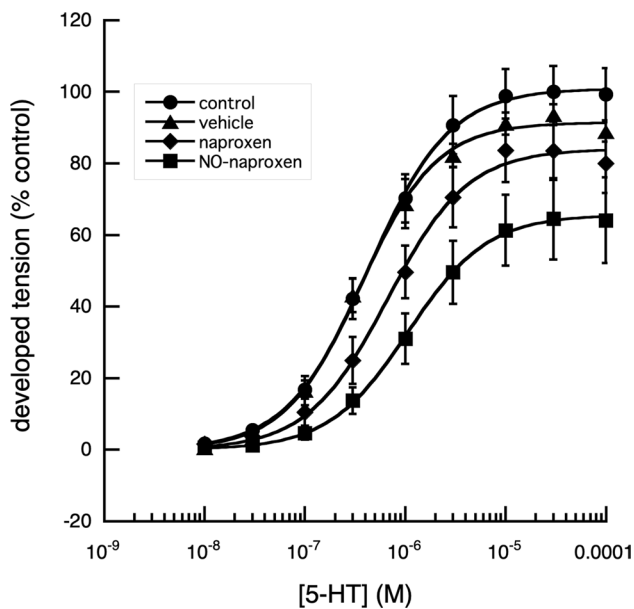 120
100
80
60
40
20
0
-20
developed tension (% control)
control
vehicle
naproxen
NO-naproxen
10⁻⁹ 10⁻⁸ 10⁻⁷ 10⁻⁶ 10⁻⁵ 0.0001
[5-HT] (M)